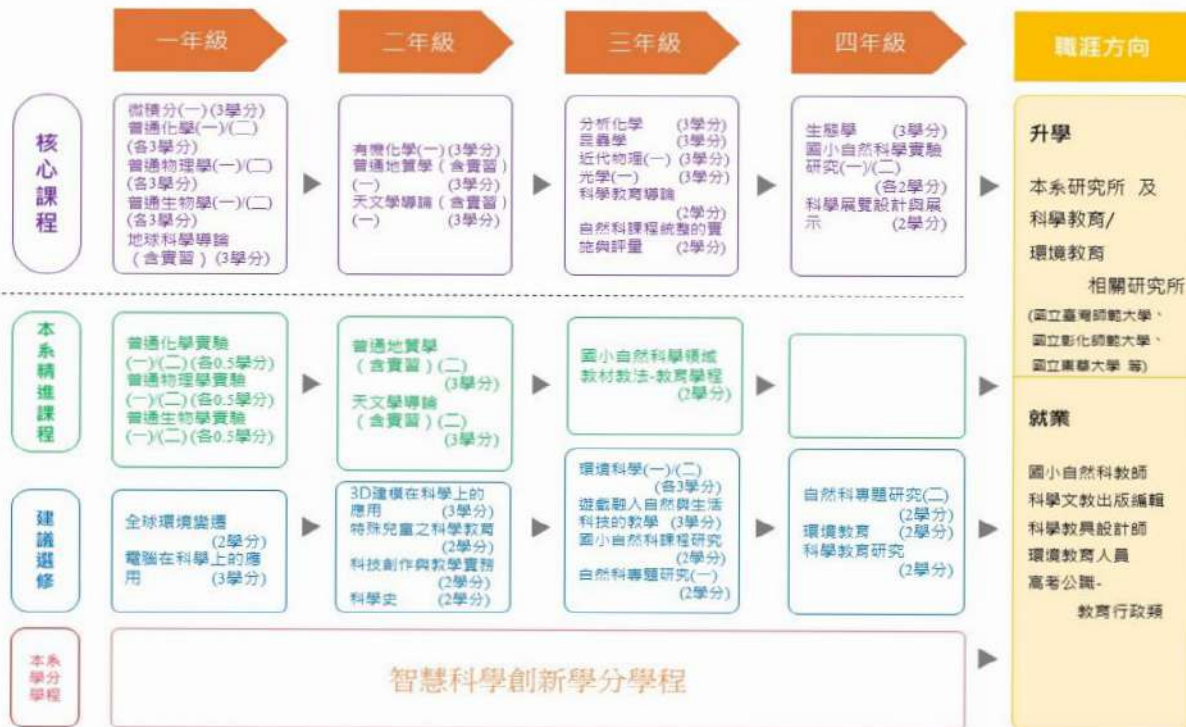 一年級
二年級
三年級
四年級
職涯方向
核心課程
微積分(一)(3學分)
普通化學(一)/(二)
(各3學分)
普通物理學(一)/(二)
(各3學分)
普通生物學(一)/(二)
(各3學分)
地球科學導論
(含實習)(3學分)
有機化學(一)(3學分)
普通地質學(含實習)
(一) (3學分)
天文學導論(含實習)
(一) (3學分)
分析化學 (3學分)
昆蟲學 (3學分)
近代物理(一) (3學分)
光學(一) (3學分)
科學教育導論
(2學分)
自然科課程統整的實
施與評量 (2學分)
生態學 (3學分)
國小自然科學實驗
研究(一)/(二)
(各2學分)
科學展覽設計與展
示 (2學分)
升學
本系研究所 及
科學教育/
環境教育
相關研究所
(國立臺灣師範大學、
國立彰化師範大學、
國立東華大學 等)
本系精進課程
普通化學實驗
(一)/(二)(各0.5學分)
普通物理學實驗
(一)/(二)(各0.5學分)
普通生物學實驗
(一)/(二)(各0.5學分)
普通地質學
(含實習)(二)
(3學分)
天文學導論
(含實習)(二)
(3學分)
國小自然科學領域
教材教法-教育學程
(2學分)
就業
國小自然科教師
科學文教出版編輯
科學教具設計師
環境教育人員
高考公職-
教育行政類
建議選修
全球環境變遷
(2學分)
電腦在科學上的應
用 (3學分)
3D建模在科學上的
應用 (3學分)
特殊兒童之科學教育
(2學分)
科技創作與教學實務
(2學分)
科學史 (2學分)
環境科學(一)/(二)
(各3學分)
遊戲融入自然與生活
科技的教學 (3學分)
國小自然科課程研究
(2學分)
自然科專題研究(一)
(2學分)
自然科專題研究(二)
(2學分)
環境教育 (2學分)
科學教育研究
(2學分)
本系
學分
學程
智慧科學創新學分學程